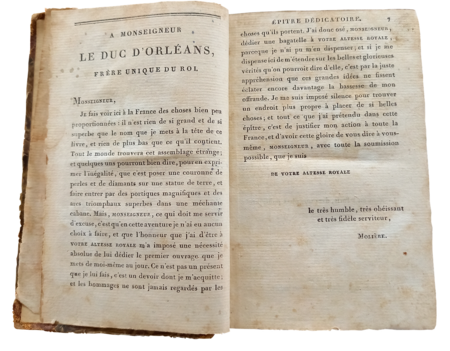 A MONSEIGNEUR
LE DUC D'ORLÉANS,
FRÈRE UNIQUE DU ROI.
MONSEIGNEUR,
Je fais voir ici à la France des choses bien peu
proportionnées : il n'est rien de si grand et de si
superbe que le nom que je mets à la tête de ce
livre, et rien de plus bas que ce qu'il contient.
Tout le monde trouvera cet assemblage étrange ;
et quelques uns pourront bien dire, pour en exprimer
l'inégalité, que c'est poser une couronne de
perles et de diamants sur une statue de terre, et
faire entrer par des portiques magnifiques et des
arcs triomphaux superbes dans une méchante
cabane. Mais, MONSEIGNEUR, ce qui doit me servir
d'excuse, c'est qu'en cette aventure je n'ai eu aucun
choix à faire, et que l'honneur que j'ai d'être à
VOTRE ALTESSE ROYALE m'a imposé une nécessité
absolue de lui dédier le premier ouvrage que je
mets de moi-même au jour. Ce n'est pas un présent
que je lui fais, c'est un devoir dont je m'acquitte ;
et les hommages ne sont jamais regardés par les
ÉPITRE DÉDICATOIRE. 7
choses qu'ils portent. J'ai donc osé, MONSEIGNEUR,
dédier une bagatelle à VOTRE ALTESSE ROYALE,
parceque je n'ai pu m'en dispenser ; et si je me
dispense ici de m'étendre sur les belles et glorieuses
vérités qu'on pourroit dire d'elle, c'est par la juste
appréhension que ces grandes idées ne fissent
éclater encore davantage la bassesse de mon
offrande. Je me suis imposé silence pour trouver
un endroit plus propre à placer de si belles
choses, et tout ce que j'ai prétendu dans cette
épître, c'est de justifier mon action à toute la
France, et d'avoir cette gloire de vous dire à vous-
même, MONSEIGNEUR, avec toute la soumission
possible, que je suis
DE VOTRE ALTESSE ROYALE
le très humble, très obéissant
et très fidèle serviteur,
MOLIÈRE.